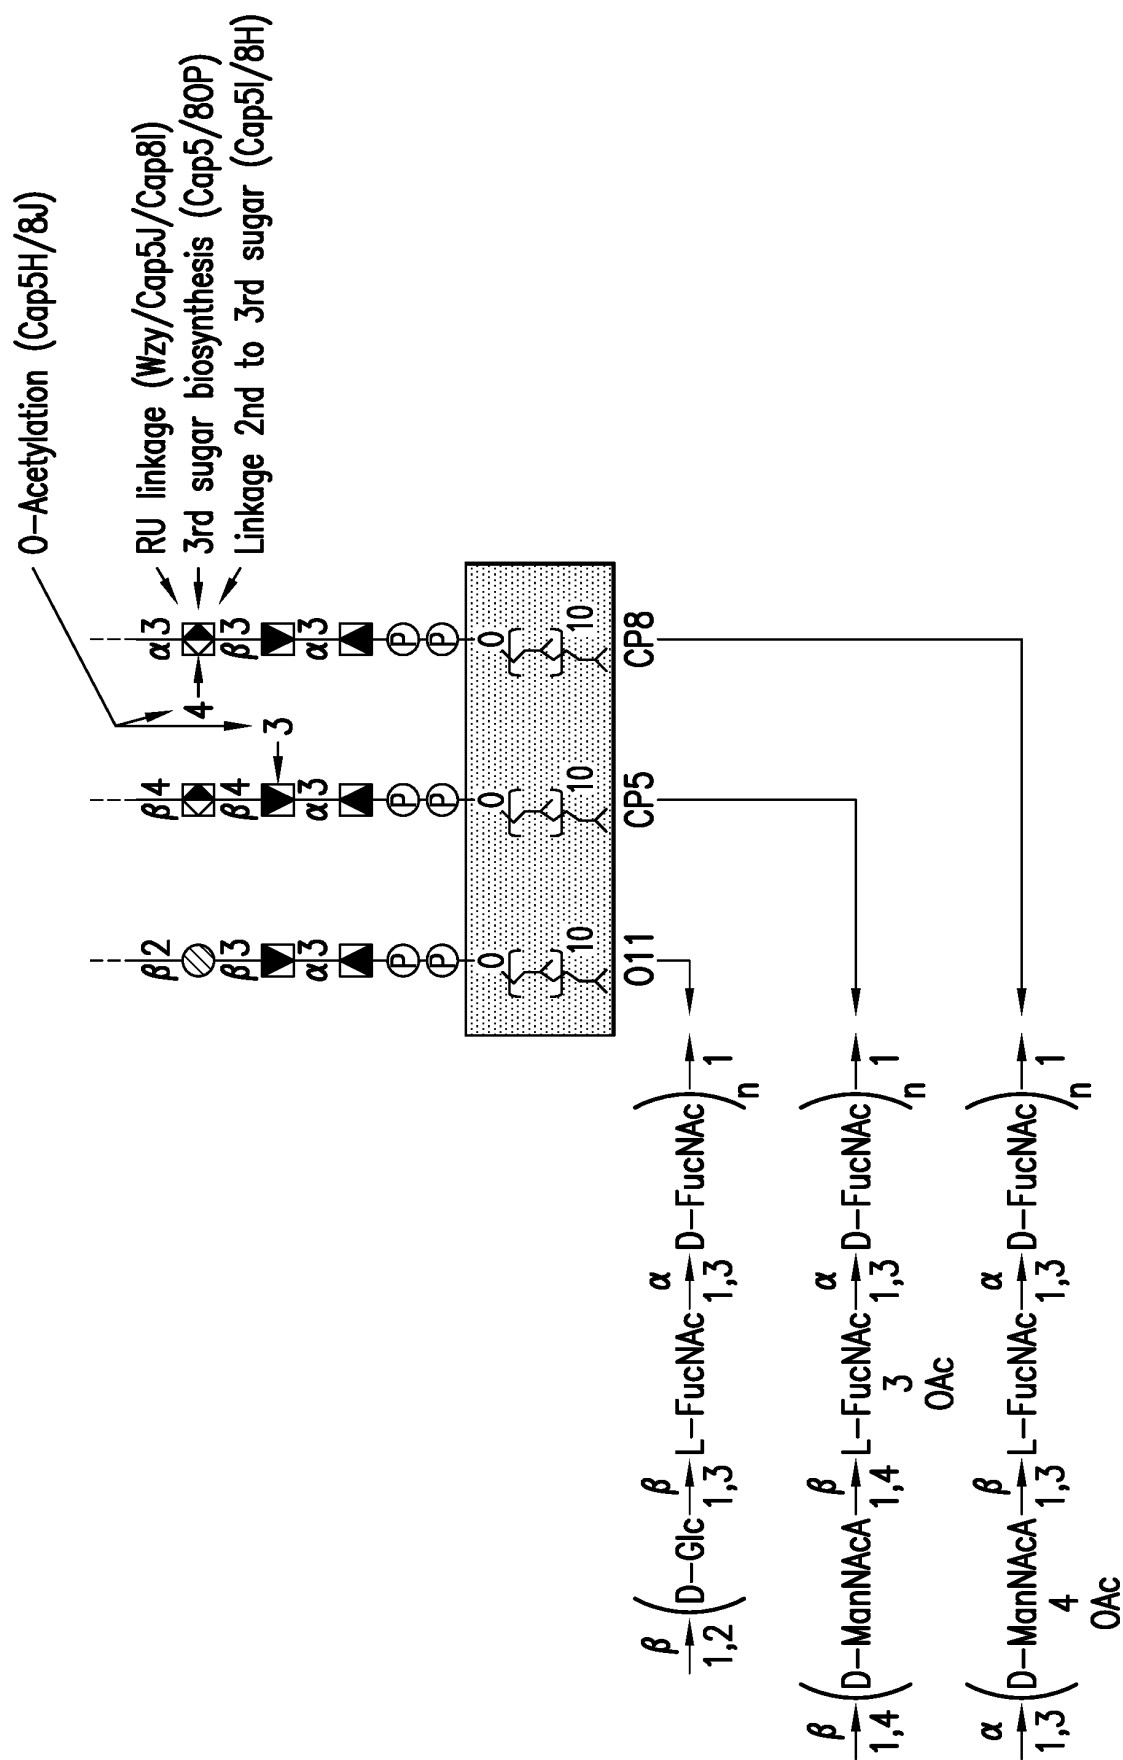 O-Acetylation (Cap5H/8J)
RU linkage (Wzy/Cap5J/Cap8I)
3rd sugar biosynthesis (Cap5/8OP)
Linkage 2nd to 3rd sugar (Cap5I/8H)
β2
β3
α3
P
P
O
10
O11
β4
β4
α3
3
P
P
O
10
CP5
α3
β3
α3
4
P
P
O
10
CP8
β 1,2 ( D-Glc β 1,3 L-FucNAc α 1,3 D-FucNAc ) n 1
β 1,4 ( D-ManNAcA β 1,4 L-FucNAc α 1,3 D-FucNAc ) n 1
3
OAc
α 1,3 ( D-ManNAcA β 1,3 L-FucNAc α 1,3 D-FucNAc ) n 1
4
OAc